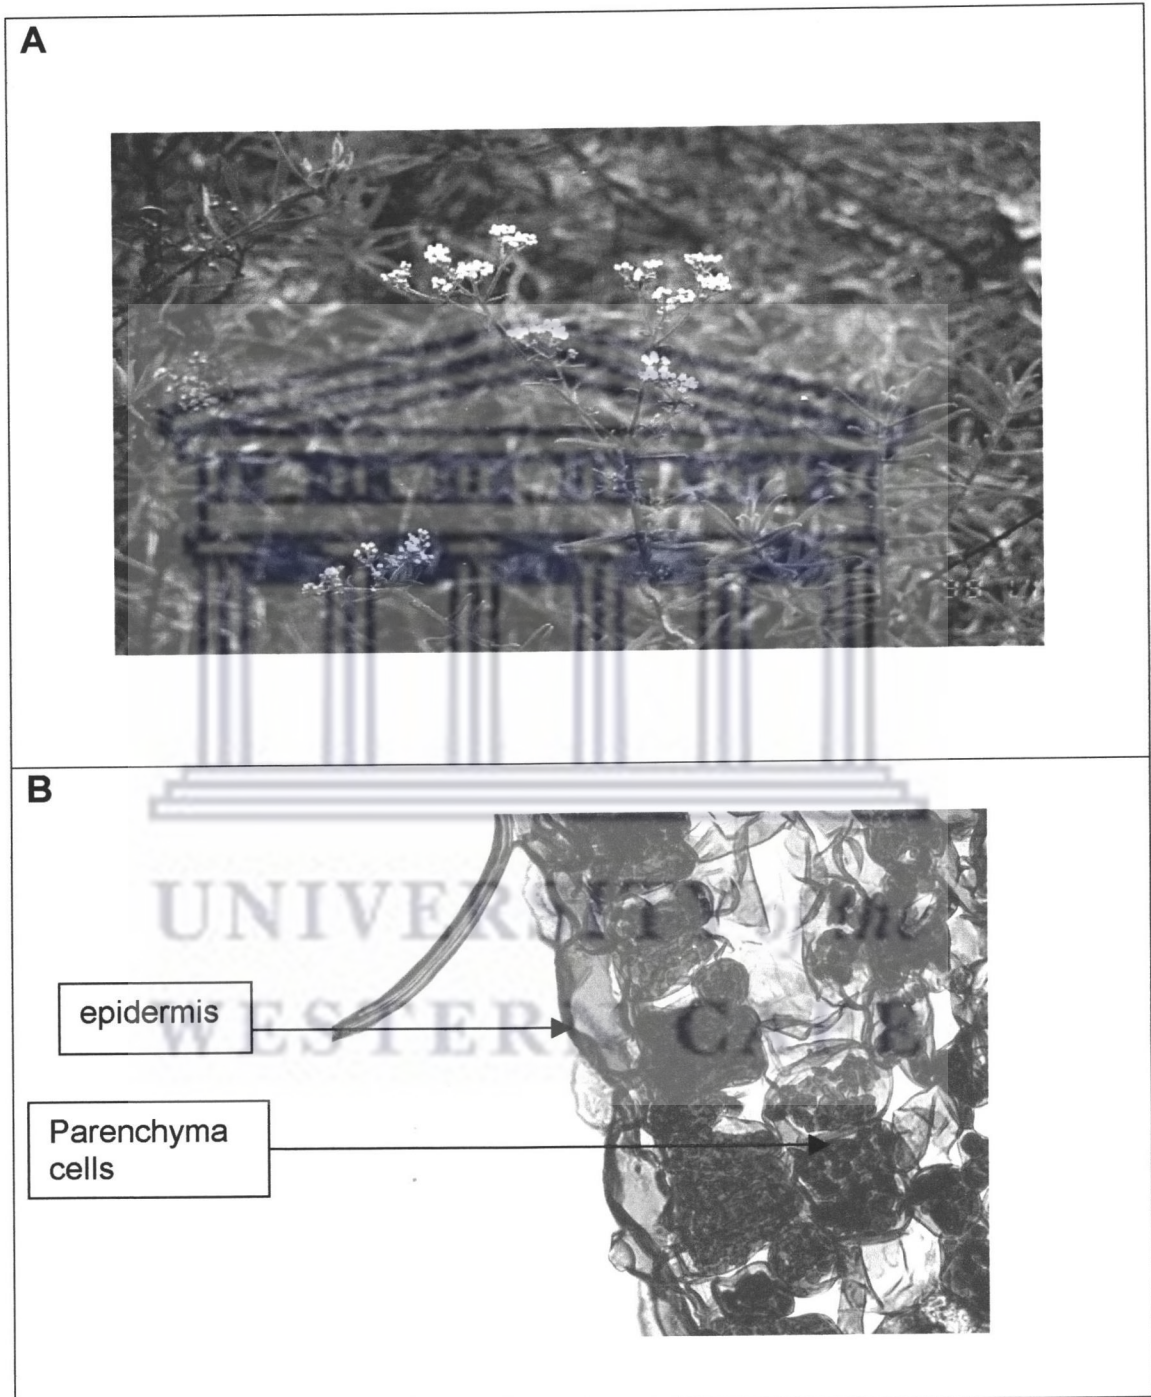 A
B
UNIVERSITY of the
WESTERN CAPE
epidermis
Parenchyma
cells